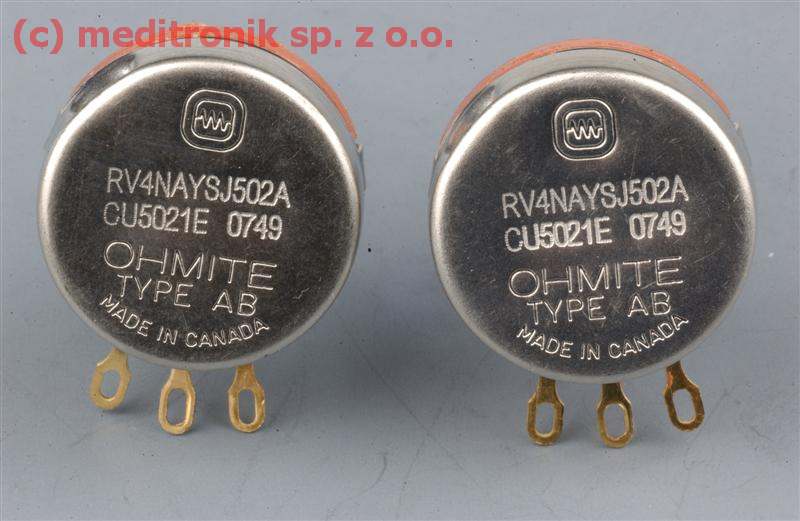 (c) meditronik sp. z o.o.
RV4NAYSJ502A
CU5021E 0749
OHMITE
TYPE AB
MADE IN CANADA
RV4NAYSJ502A
CU5021E 0749
OHMITE
TYPE AB
MADE IN CANADA